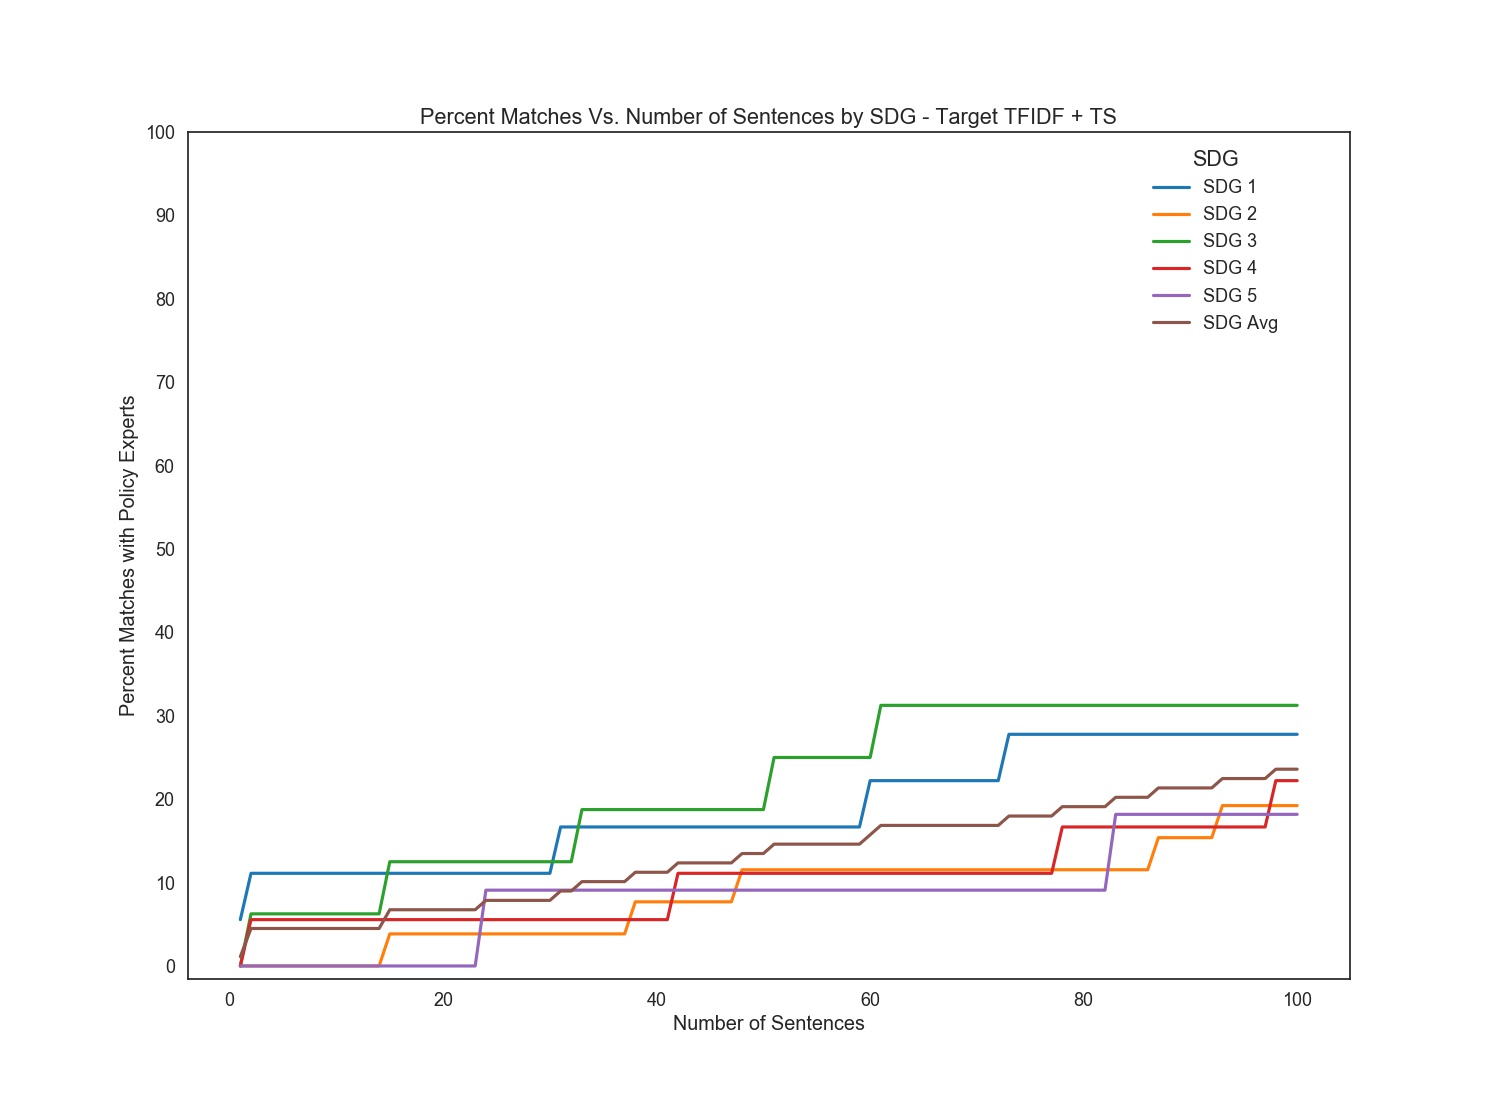 Percent Matches Vs. Number of Sentences by SDG - Target TFIDF + TS
SDG
SDG 1
SDG 2
SDG 3
SDG 4
SDG 5
SDG Avg
Percent Matches with Policy Experts
100
90
80
70
60
50
40
30
20
10
0
0 20 40 60 80 100
Number of Sentences